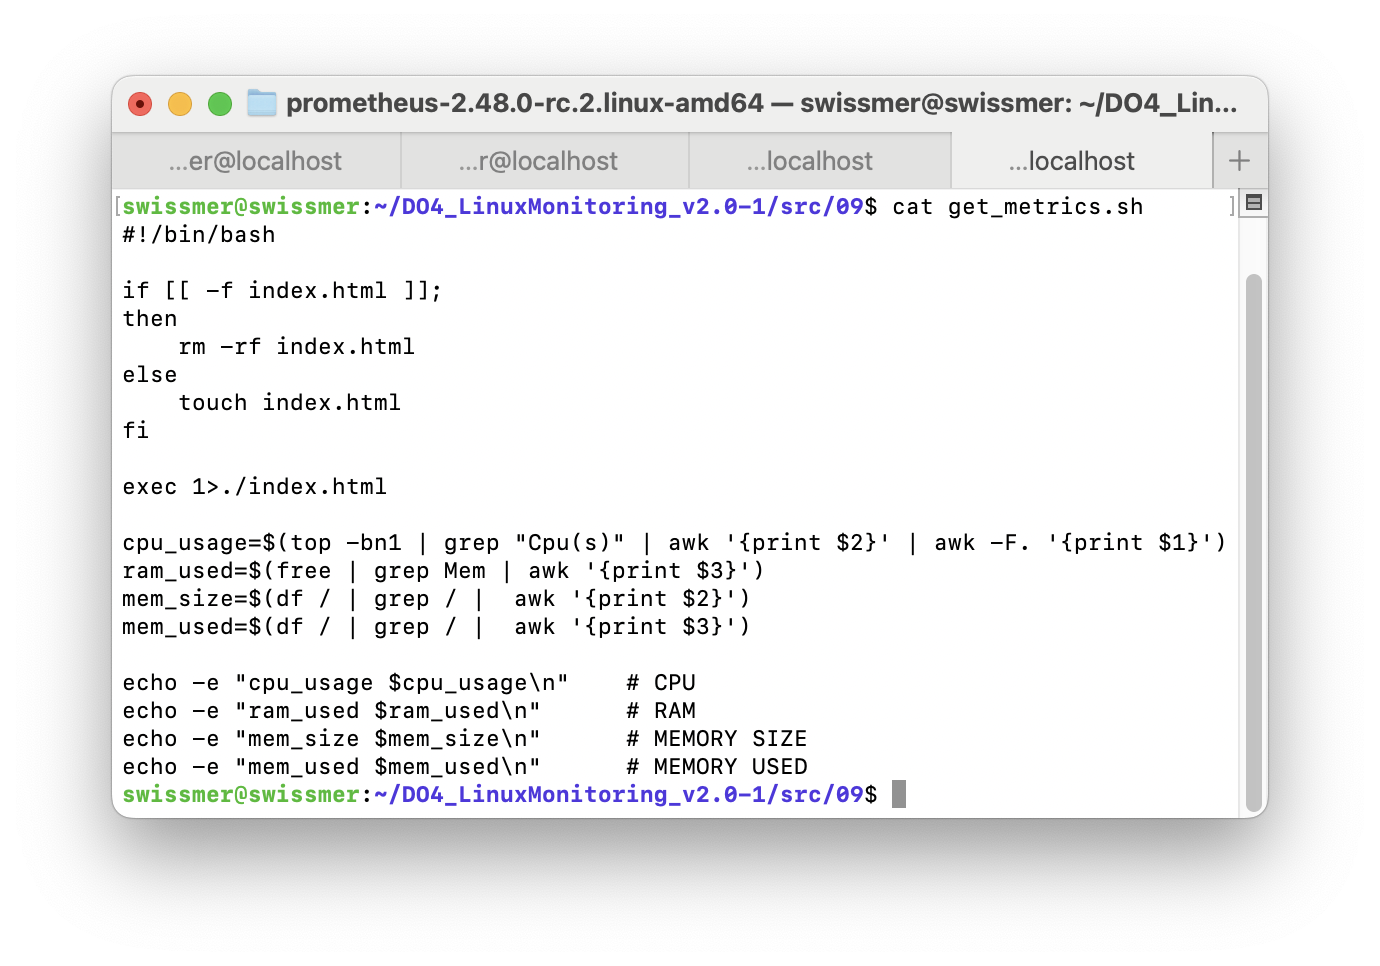 prometheus-2.48.0-rc.2.linux-amd64 — swissmer@swissmer: ~/DO4_Lin...
...er@localhost ...r@localhost ...localhost ...localhost +
[swissmer@swissmer:~/DO4_LinuxMonitoring_v2.0-1/src/09$ cat get_metrics.sh ]
#!/bin/bash

if [[ -f index.html ]];
then
    rm -rf index.html
else
    touch index.html
fi

exec 1>./index.html

cpu_usage=$(top -bn1 | grep "Cpu(s)" | awk '{print $2}' | awk -F. '{print $1}')
ram_used=$(free | grep Mem | awk '{print $3}')
mem_size=$(df / | grep / |  awk '{print $2}')
mem_used=$(df / | grep / |  awk '{print $3}')

echo -e "cpu_usage $cpu_usage\n"    # CPU
echo -e "ram_used $ram_used\n"      # RAM
echo -e "mem_size $mem_size\n"      # MEMORY SIZE
echo -e "mem_used $mem_used\n"      # MEMORY USED
swissmer@swissmer:~/DO4_LinuxMonitoring_v2.0-1/src/09$